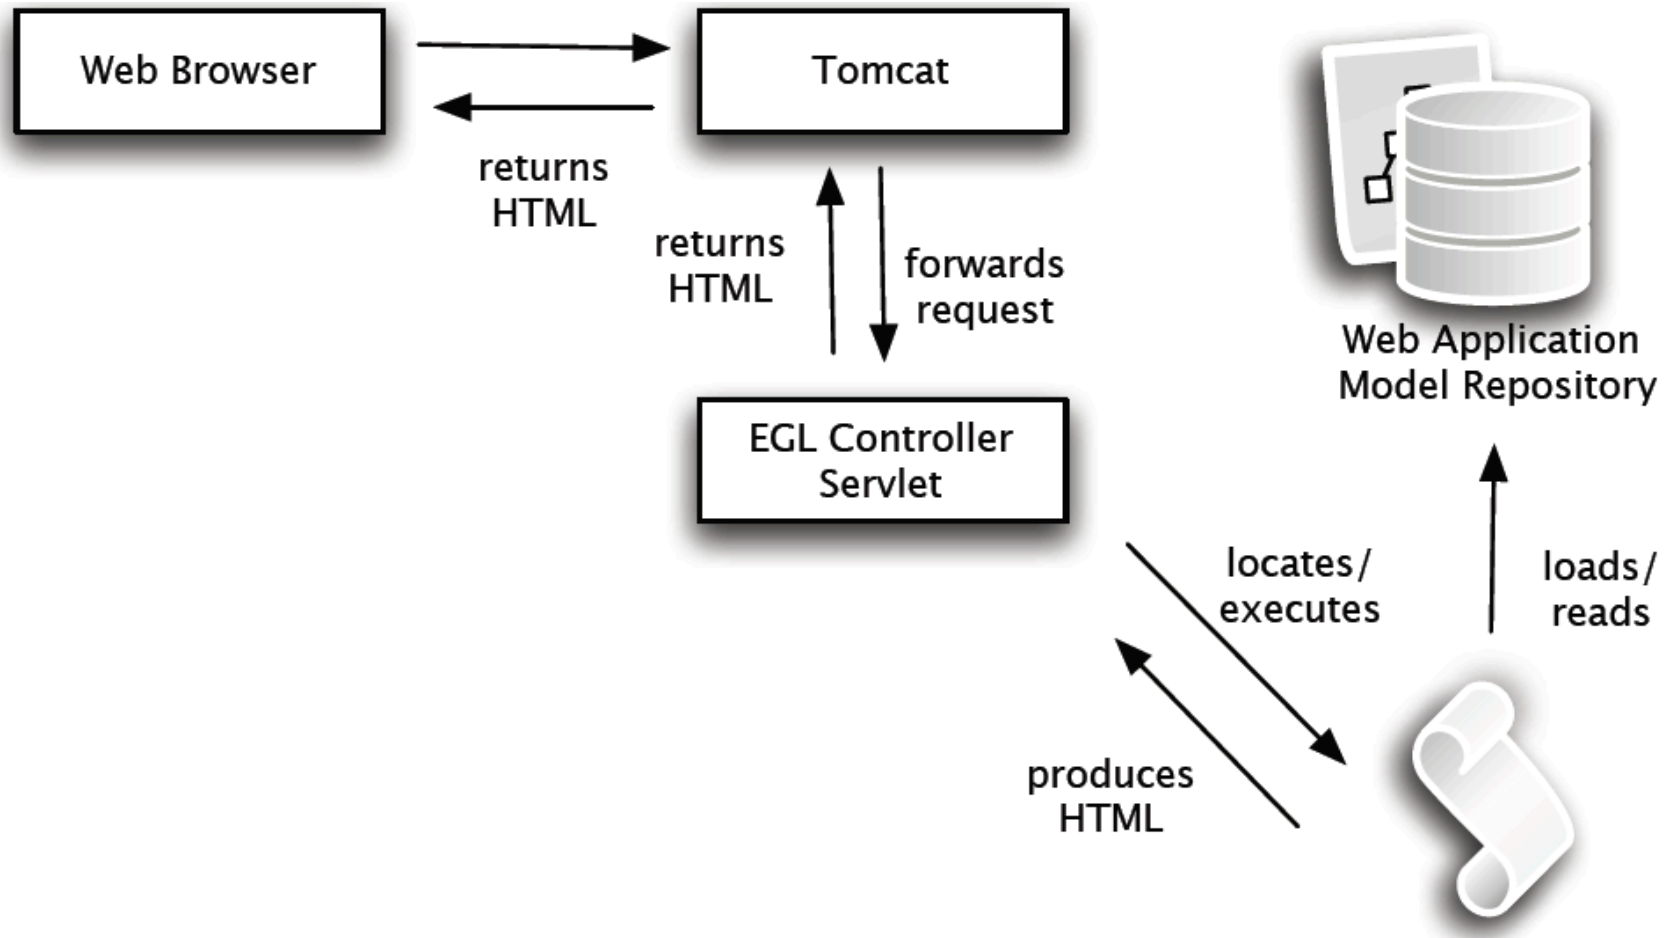 Web Browser
Tomcat
returns
HTML
returns
HTML
forwards
request
Web Application
Model Repository
EGL Controller
Servlet
locates/
executes
loads/
reads
produces
HTML